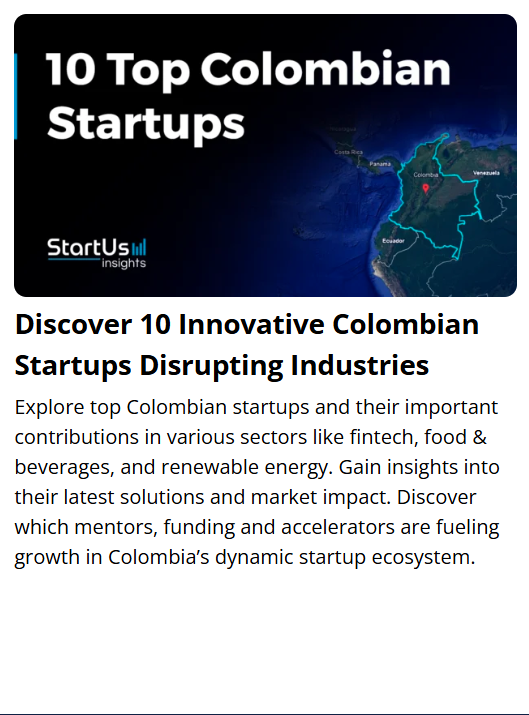 10 Top Colombian
Startups
Costa Rica
Panama
Colombia
Venezuela
Ecuador
StartUs
insights
Discover 10 Innovative Colombian
Startups Disrupting Industries
Explore top Colombian startups and their important
contributions in various sectors like fintech, food &
beverages, and renewable energy. Gain insights into
their latest solutions and market impact. Discover
which mentors, funding and accelerators are fueling
growth in Colombia’s dynamic startup ecosystem.